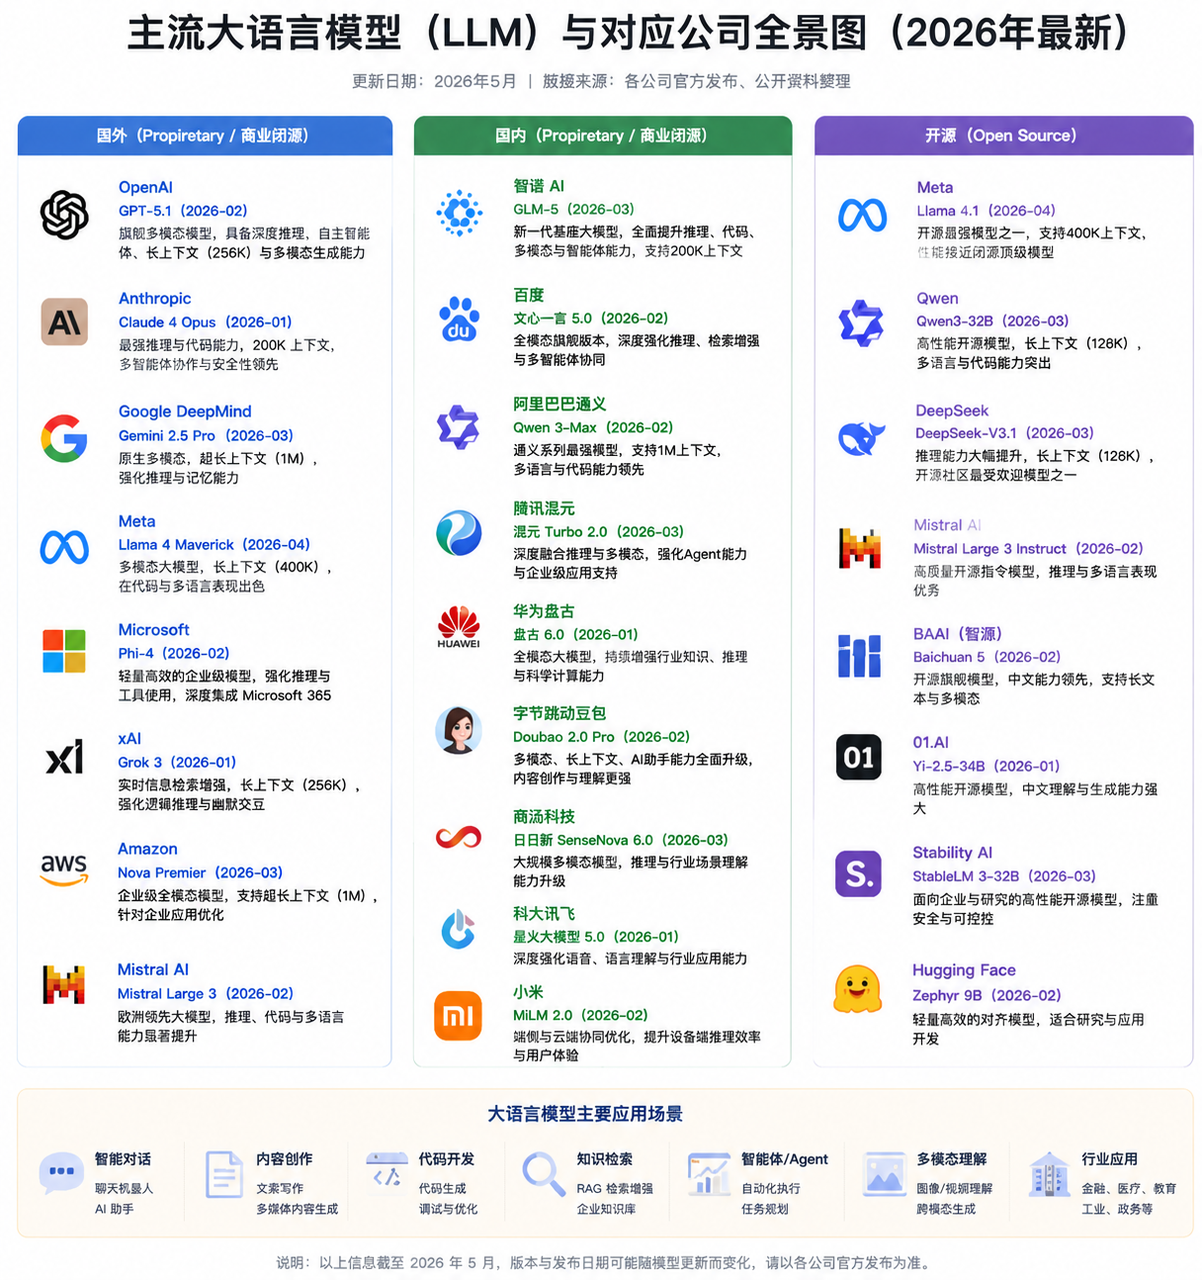 主流大语言模型（LLM）与对应公司全景图（2026年最新）
更新日期：2026年5月 | 来源：各公司官方发布、公开资料整理
国外（Propiretary / 商业闭源）
OpenAI
GPT-5.1（2026-02）
旗舰多模态模型，具备深度推理、自主智能
体、长上下文（256K）与多模态生成能力
Anthropic
Claude 4 Opus（2026-01）
最强推理与代码能力，200K 上下文，
多智能体协作与安全性领先
Google DeepMind
Gemini 2.5 Pro（2026-03）
原生多模态，超长上下文（1M），
强化推理与记忆能力
Meta
Llama 4 Maverick（2026-04）
多模态大模型，长上下文（400K），
在代码与多语言表现出色
Microsoft
Phi-4（2026-02）
轻量高效的企业级模型，强化推理与
工具使用，深度集成 Microsoft 365
xAI
Grok 3（2026-01）
实时信息检索增强，长上下文（256K），
强化逻辑推理与幽默交互
aws
Amazon
Nova Premier（2026-03）
企业级全模态模型，支持超长上下文（1M），
针对企业应用优化
Mistral AI
Mistral Large 3（2026-02）
欧洲领先大模型，推理、代码与多语言
能力显著提升
国内（Propiretary / 商业闭源）
智谱 AI
GLM-5（2026-03）
新一代基座大模型，全面提升推理、代码、
多模态与智能体能力，支持200K上下文
du
百度
文心一言 5.0（2026-02）
全模态旗舰版本，深度强化推理、检索增强
与多智能体协同
阿里巴巴通义
Qwen 3-Max（2026-02）
通义系列最强模型，支持1M上下文，
多语言与代码能力领先
腾讯混元
混元 Turbo 2.0（2026-03）
深度融合推理与多模态，强化Agent能力
与企业级应用支持
HUAWEI
华为盘古
盘古 6.0（2026-01）
全模态大模型，持续增强行业知识、推理
与科学计算能力
字节跳动豆包
Doubao 2.0 Pro（2026-02）
多模态、长上下文、AI助手能力全面升级，
内容创作与理解更强
商汤科技
日日新 SenseNova 6.0（2026-03）
大规模多模态模型，推理与行业场景理解
能力升级
科大讯飞
大模型 5.0（2026-01）
深度强化语音、语言理解与行业应用能力
mi
小米
MiLM 2.0（2026-02）
端侧与云端协同优化，提升设备端推理效率
与用户体验
开源（Open Source）
Meta
Llama 4.1（2026-04）
开源最强模型之一，支持400K上下文，
性能接近闭源顶级模型
Qwen
Qwen3-32B（2026-03）
高性能开源模型，长上下文（128K），
多语言与代码能力突出
DeepSeek
DeepSeek-V3.1（2026-03）
推理能力大幅提升，长上下文（126K），
开源社区最受欢迎模型之一
Mistral AI
Mistral Large 3 Instruct（2026-02）
高质量开源指令模型，推理与多语言表现
优秀
BAAI（智源）
Baichuan 5（2026-02）
开源旗舰模型，中文能力领先，支持长文
本与多模态
01
01.AI
Yi-2.5-34B（2026-01）
高性能开源模型，中文理解与生成能力强
大
S.
Stability AI
StableLM 3-32B（2026-03）
面向企业与研究的高性能开源模型，注重
安全与可控
Hugging Face
Zephyr 9B（2026-02）
轻量高效的对齐模型，适合研究与应用
开发
大语言模型主要应用场景
智能对话
聊天机器人
AI 助手
内容创作
文案写作
多媒体内容生成
代码开发
代码生成
调试与优化
知识检索
RAG 检索增强
企业知识库
智能体/Agent
自动化执行
任务规划
多模态理解
图像/视频理解
跨模态生成
行业应用
金融、医疗、教育
工业、政务等
说明：以上信息截至 2026 年 5 月，版本与发布日期可能随模型更新而变化，请以各公司官方发布为准。